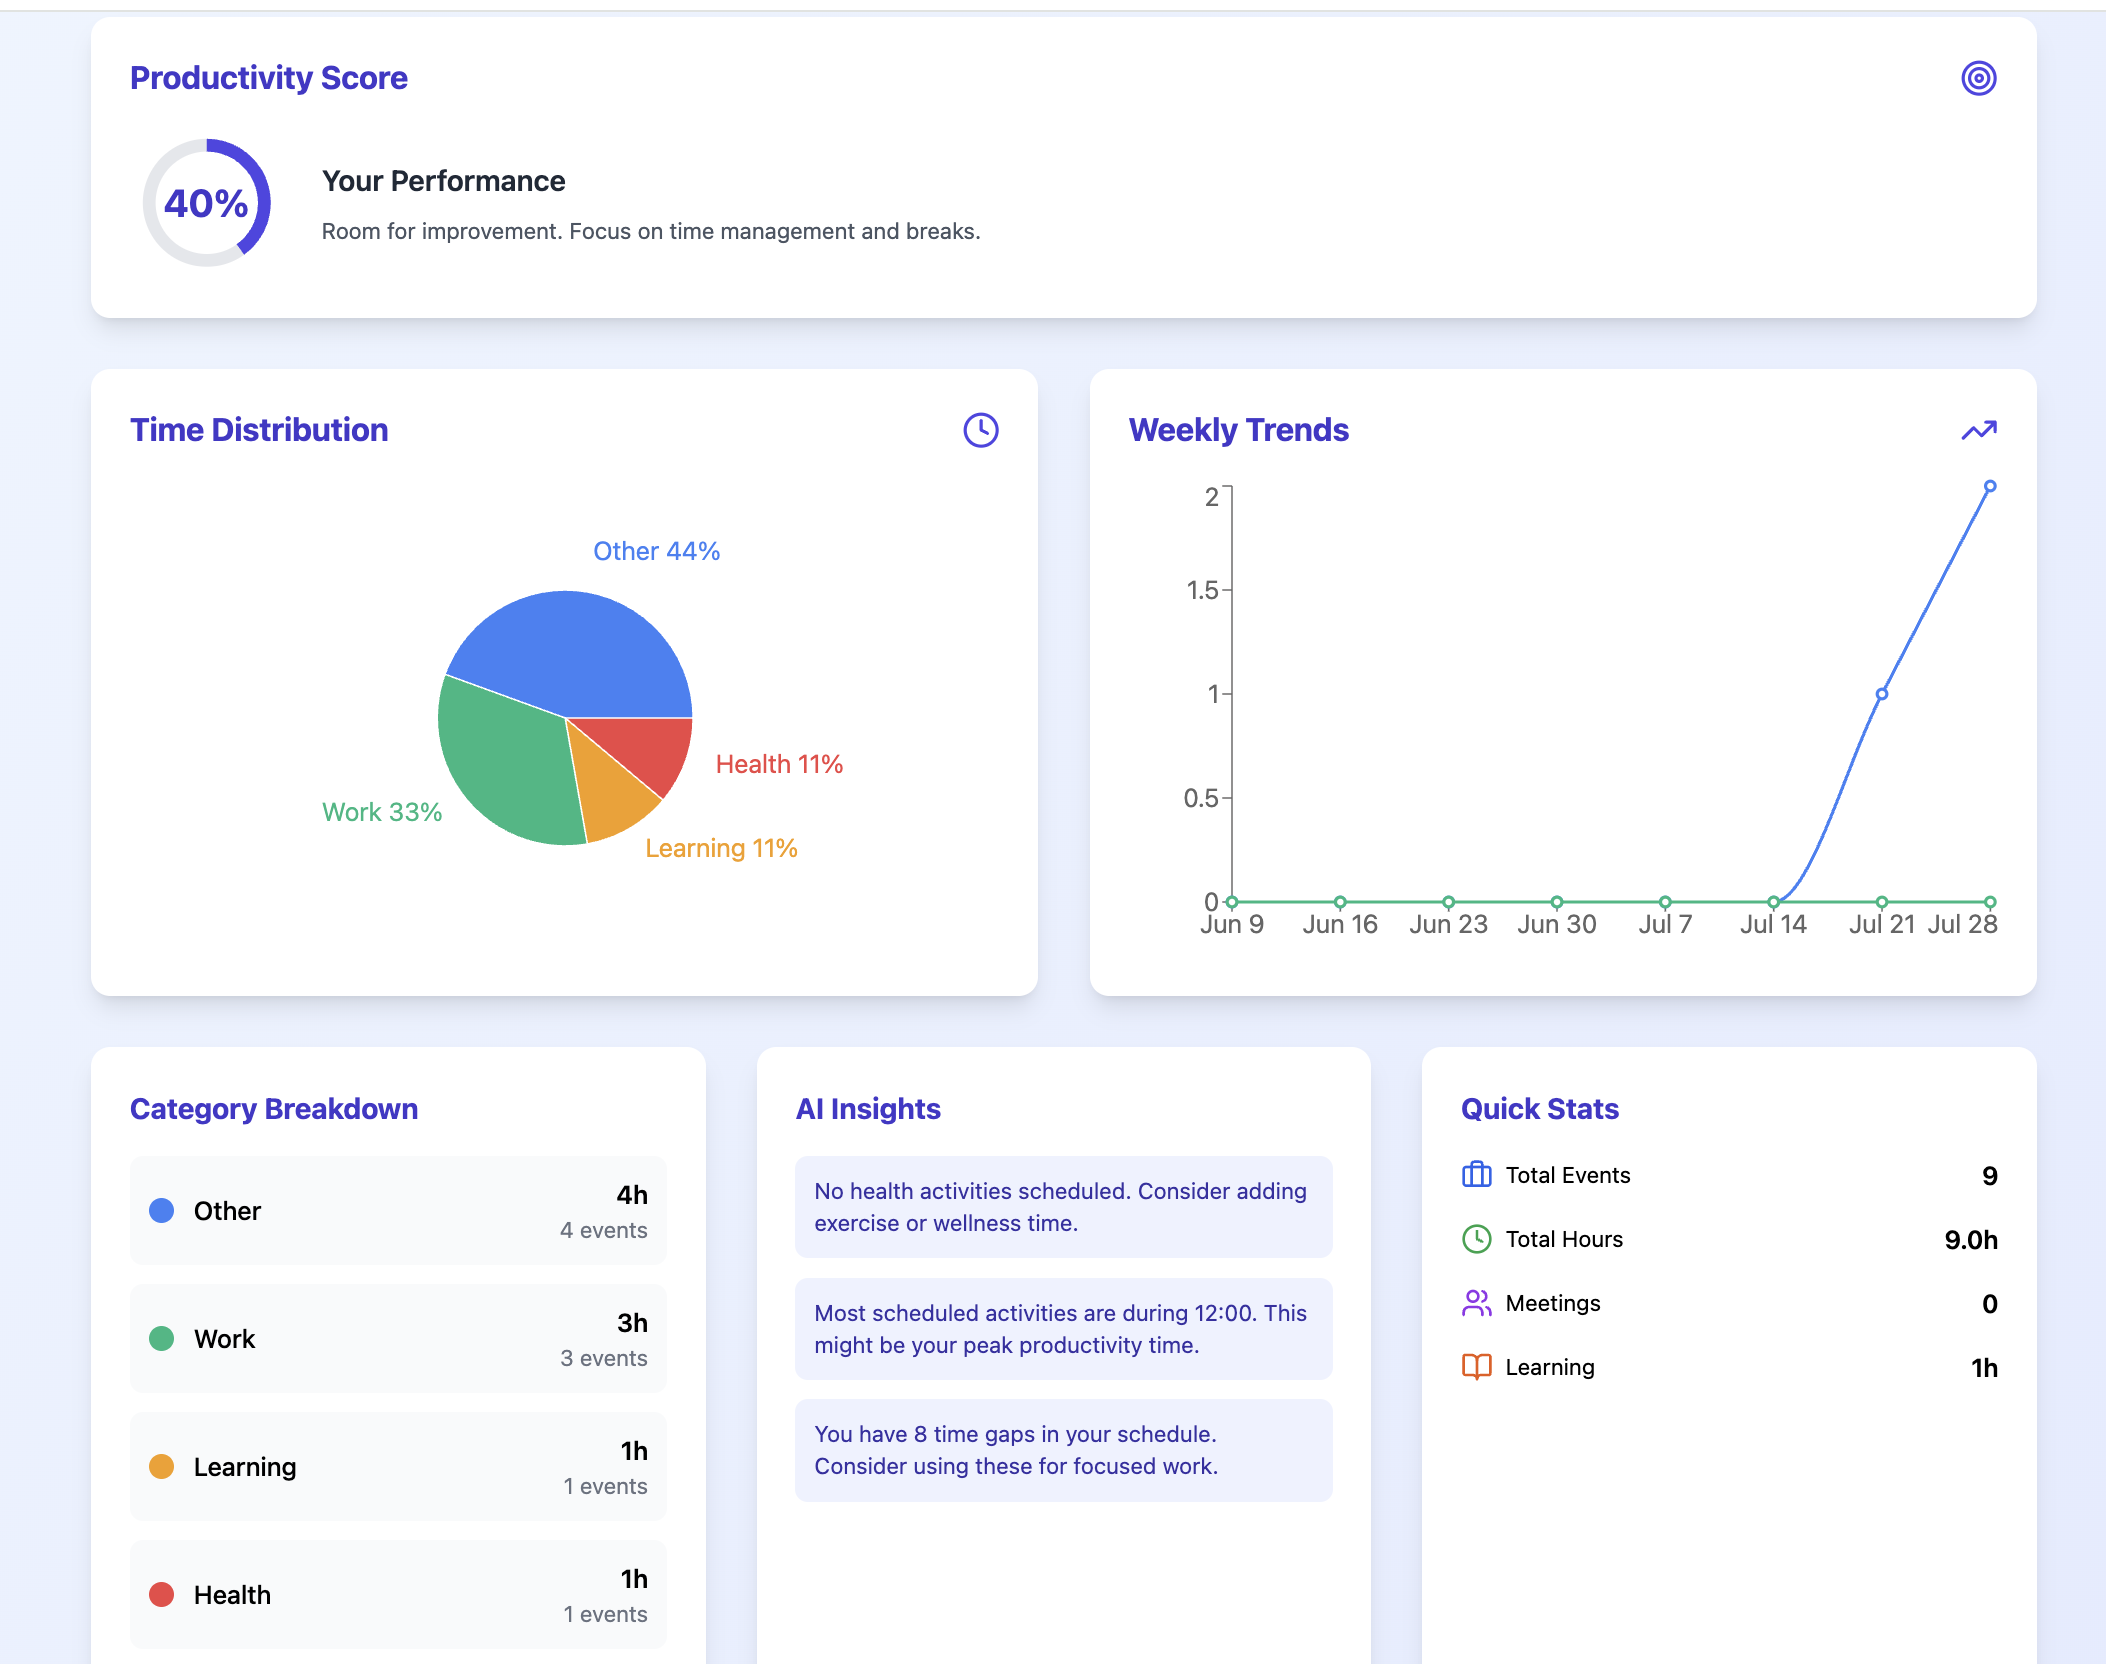 Productivity Score
40%
Your Performance
Room for improvement. Focus on time management and breaks.
Time Distribution
Other 44%
Health 11%
Work 33%
Learning 11%
Weekly Trends
2
1.5
1
0.5
0
Jun 9 Jun 16 Jun 23 Jun 30 Jul 7 Jul 14 Jul 21 Jul 28
Category Breakdown
Other
4h
4 events
Work
3h
3 events
Learning
1h
1 events
Health
1h
1 events
AI Insights
No health activities scheduled. Consider adding
exercise or wellness time.
Most scheduled activities are during 12:00. This
might be your peak productivity time.
You have 8 time gaps in your schedule.
Consider using these for focused work.
Quick Stats
Total Events 9
Total Hours 9.0h
Meetings 0
Learning 1h